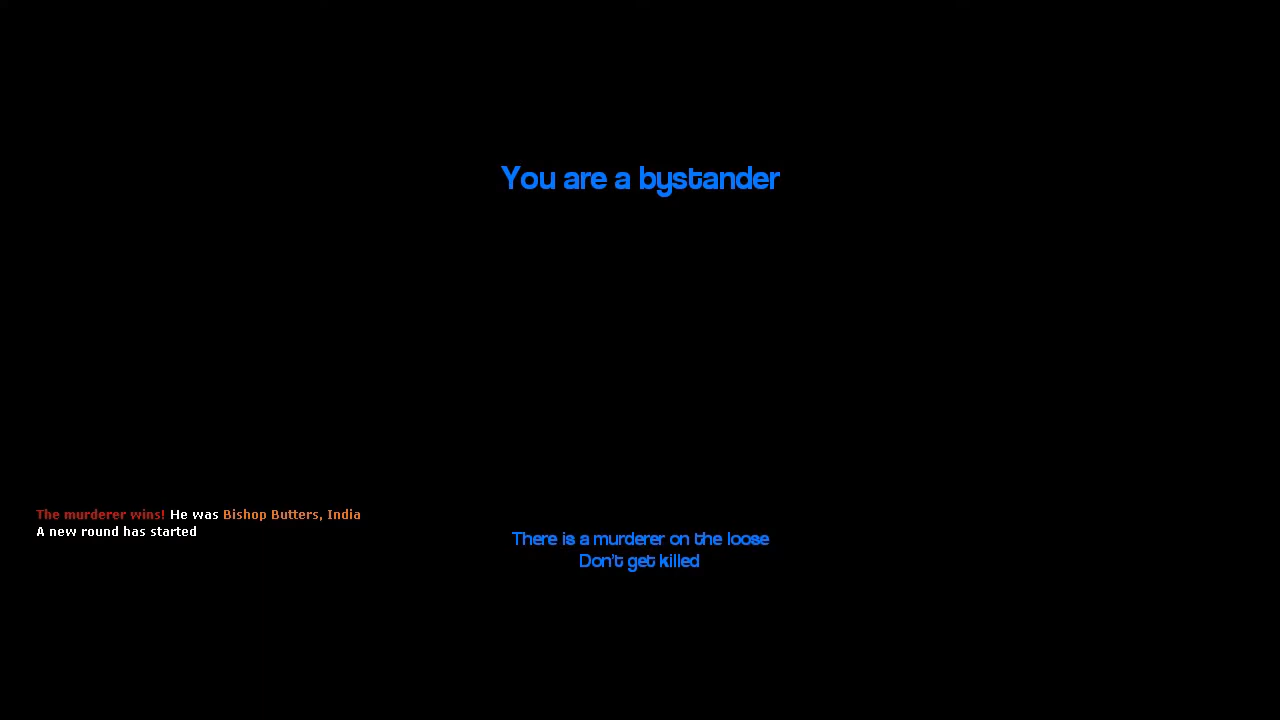 You are a bystander
The murderer wins! He was Bishop Butters, India
A new round has started
There is a murderer on the loose
Don't get killed